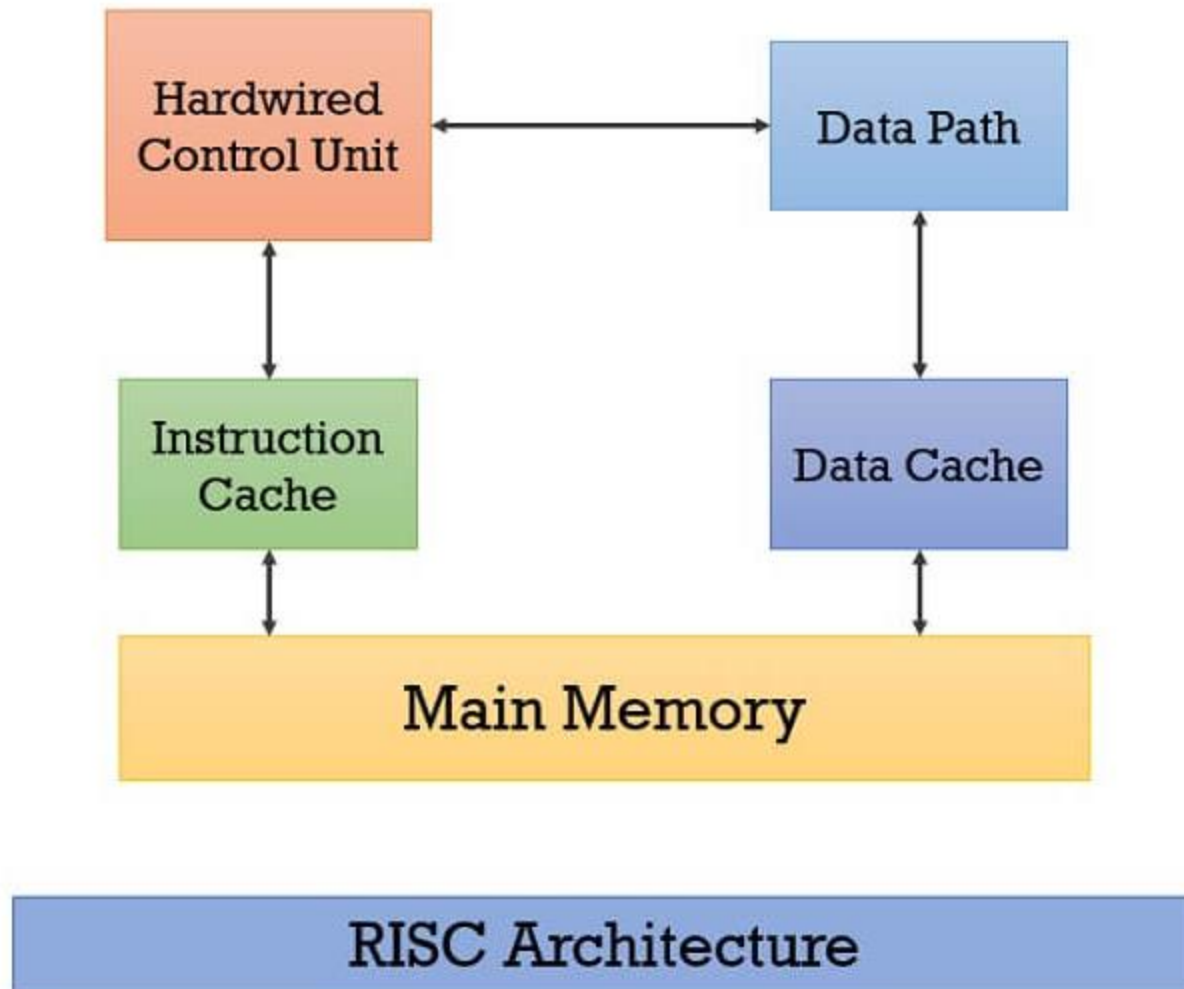 Hardwired
Control Unit
Data Path
Instruction
Cache
Data Cache
Main Memory
RISC Architecture